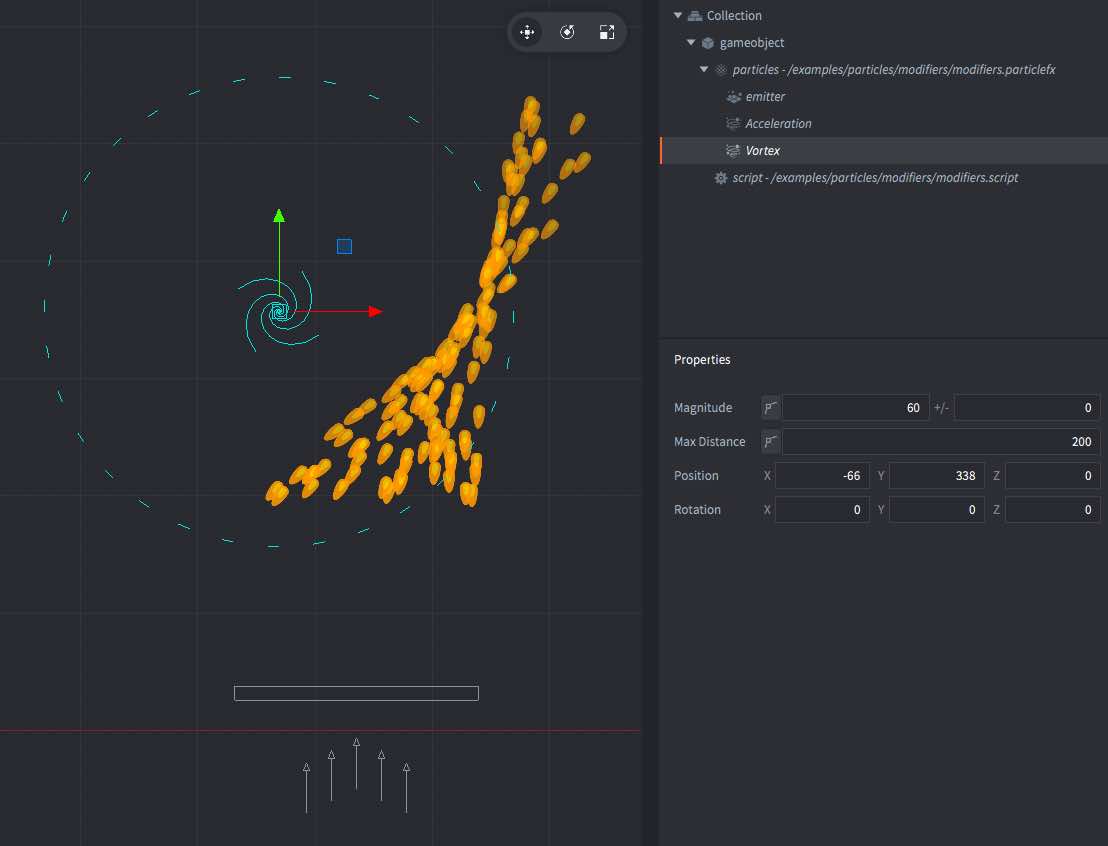 Collection
gameobject
particles - /examples/particles/modifiers/modifiers.particlefx
emitter
Acceleration
Vortex
script - /examples/particles/modifiers/modifiers.script
Properties
Magnitude 60 +/- 0
Max Distance 200
Position X -66 Y 338 Z 0
Rotation X 0 Y 0 Z 0